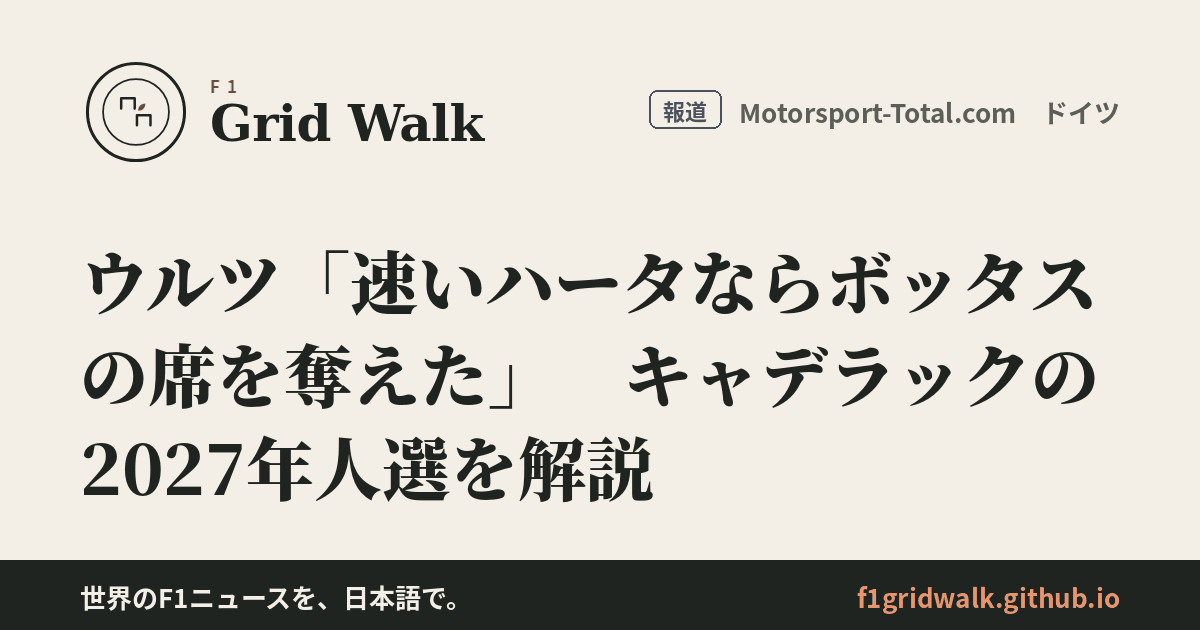 F1
Grid Walk
報道 Motorsport-Total.com ドイツ
ウルツ「速いハータならボッタス
の席を奪えた」　キャデラックの
2027年人選を解説
世界のF1ニュースを、日本語で。
f1gridwalk.github.io